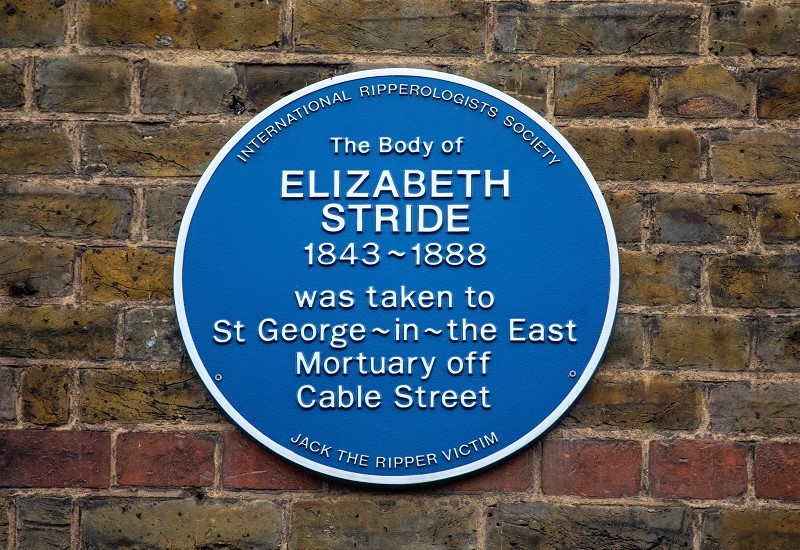 INTERNATIONAL RIPPEROLOGISTS SOCIETY
The Body of
ELIZABETH
STRIDE
1843~1888
was taken to
St George~in~the East
Mortuary off
Cable Street
JACK THE RIPPER VICTIM